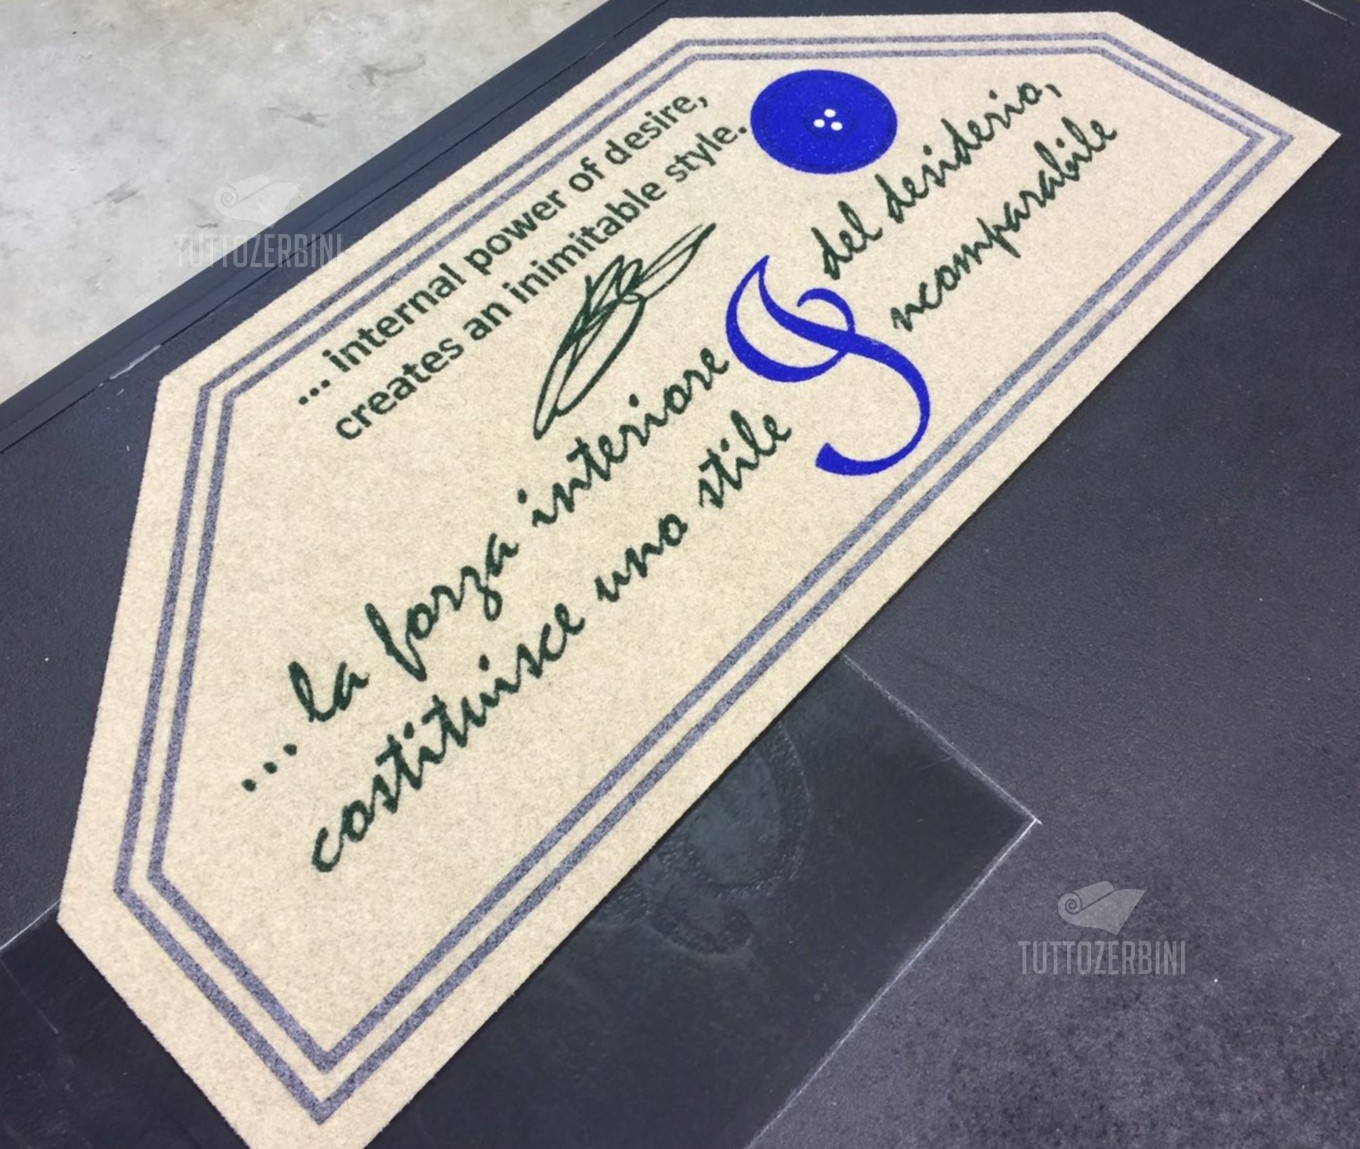 ... internal power of desire,
creates an inimitable style.
... la forza interiore del desiderio,
costituisce uno stile incomparabile
TUTTOZERBINI
TUTTOZERBINI